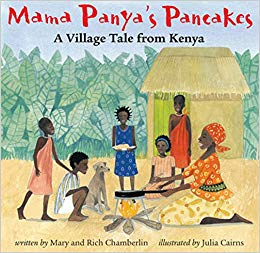 Mama Panya's Pancakes
A Village Tale from Kenya
written by Mary and Rich Chamberlin    illustrated by Julia Cairns